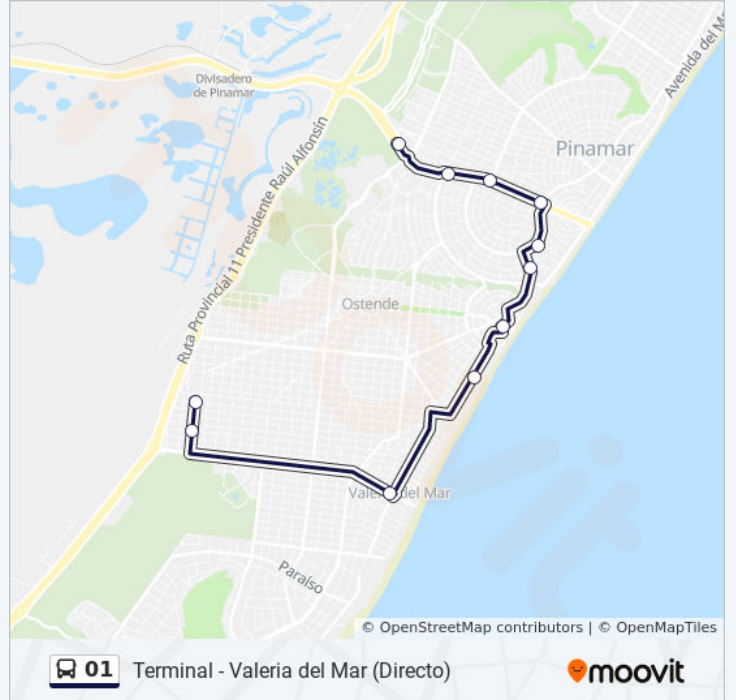 Avenida del M
Divisadero
de Pinamar
Pinamar
Ruta Provincial 11 Presidente Raúl Alfonsín
Ostende
Valeria del Mar
Paraíso
© OpenStreetMap contributors | © OpenMapTiles
01 Terminal - Valeria del Mar (Directo)
moovit